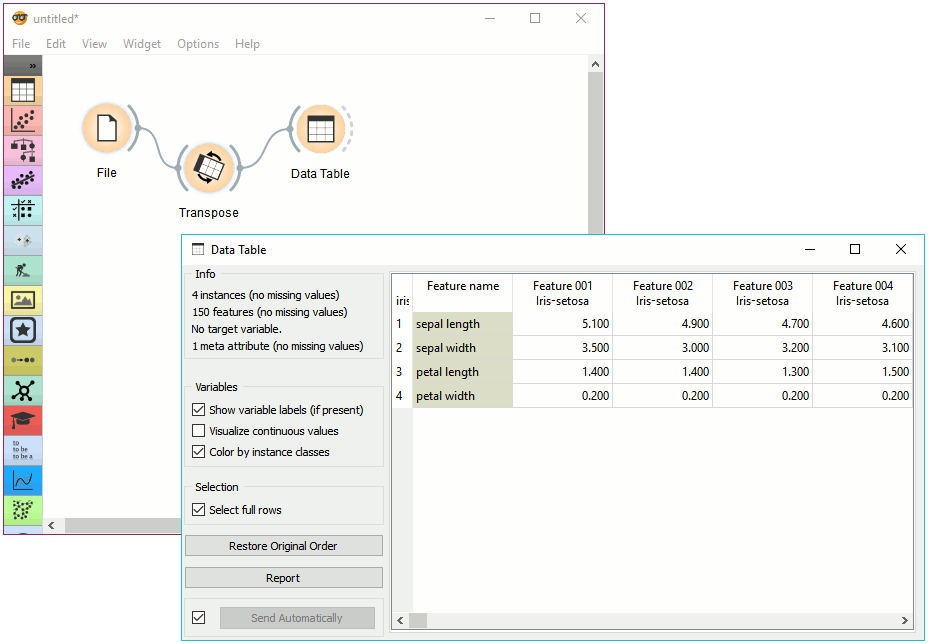 untitled*
File Edit View Widget Options Help
»
File
Transpose
Data Table
to
to be
to be a
Data Table
Info
4 instances (no missing values)
150 features (no missing values)
No target variable.
1 meta attribute (no missing values)
Variables
Show variable labels (if present)
Visualize continuous values
Color by instance classes
Selection
Select full rows
Restore Original Order
Report
Send Automatically
Feature name Feature 001 Feature 002 Feature 003 Feature 004
iris Iris-setosa Iris-setosa Iris-setosa Iris-setosa
1 sepal length 5.100 4.900 4.700 4.600
2 sepal width 3.500 3.000 3.200 3.100
3 petal length 1.400 1.400 1.300 1.500
4 petal width 0.200 0.200 0.200 0.200